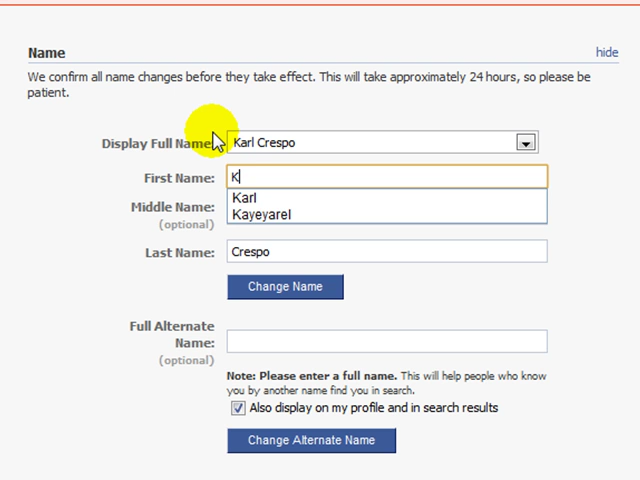 Name hide
We confirm all name changes before they take effect. This will take approximately 24 hours, so please be
patient.
Display Full Name: Karl Crespo
First Name: K
Karl
Kayeyarel
Middle Name:
(optional)
Last Name: Crespo
Change Name
Full Alternate
Name:
(optional)
Note: Please enter a full name. This will help people who know
you by another name find you in search.
Also display on my profile and in search results
Change Alternate Name